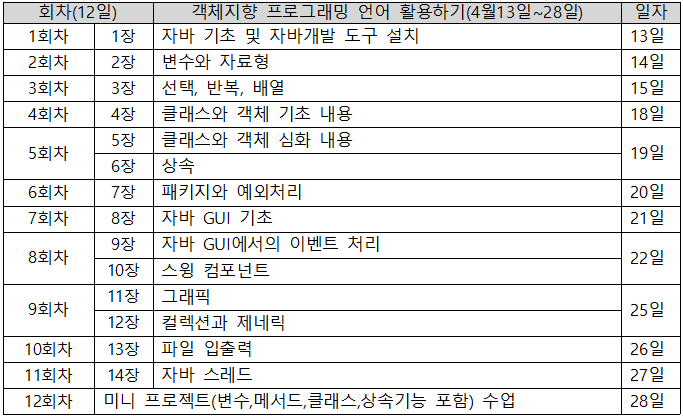 회차(12일) 객체지향 프로그래밍 언어 활용하기(4월13일~28일) 일자
1회차 1장 자바 기초 및 자바개발 도구 설치 13일
2회차 2장 변수와 자료형 14일
3회차 3장 선택, 반복, 배열 15일
4회차 4장 클래스와 객체 기초 내용 18일
5회차 5장 클래스와 객체 심화 내용 19일
6장 상속
6회차 7장 패키지와 예외처리 20일
7회차 8장 자바 GUI 기초 21일
8회차 9장 자바 GUI에서의 이벤트 처리 22일
10장 스윙 컴포넌트
9회차 11장 그래픽 25일
12장 컬렉션과 제네릭
10회차 13장 파일 입출력 26일
11회차 14장 자바 스레드 27일
12회차 미니 프로젝트(변수,메서드,클래스,상속기능 포함) 수업 28일